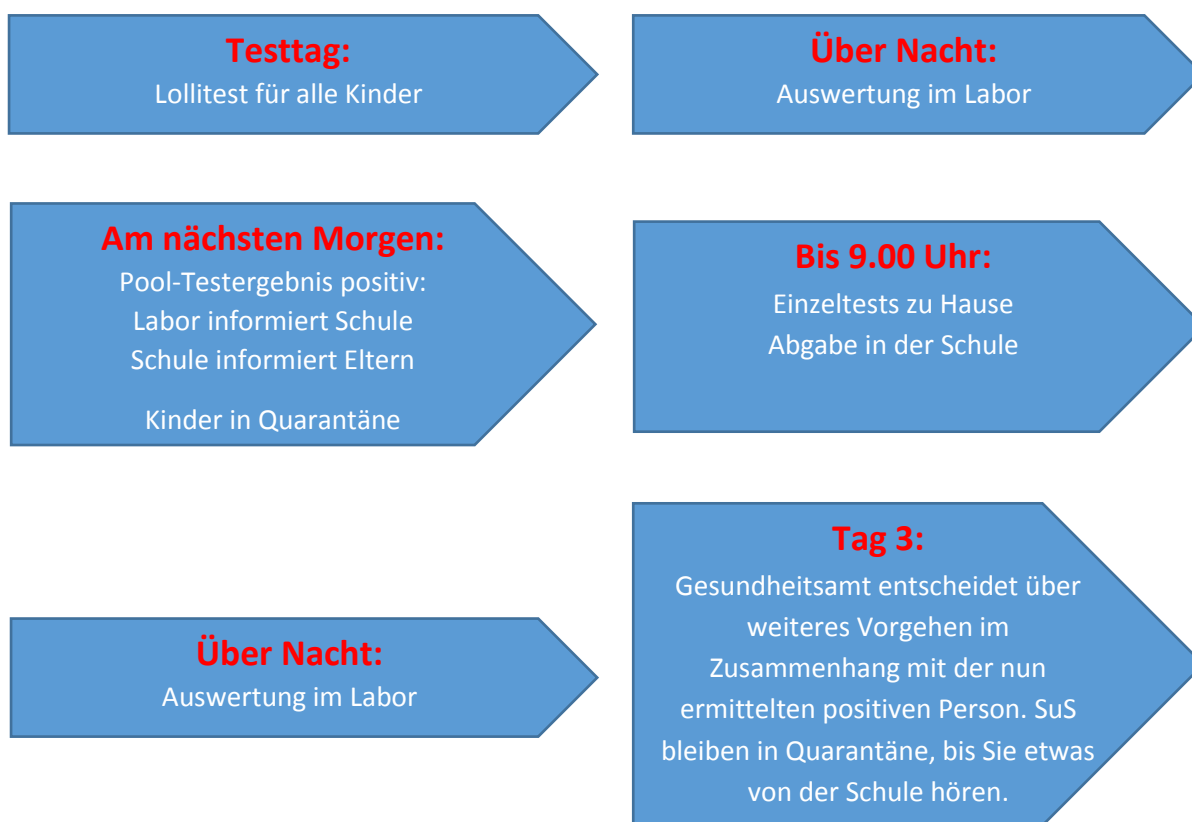 Testtag:
Lollitest für alle Kinder
Über Nacht:
Auswertung im Labor
Am nächsten Morgen:
Pool-Testergebnis positiv:
Labor informiert Schule
Schule informiert Eltern
Kinder in Quarantäne
Bis 9.00 Uhr:
Einzeltests zu Hause
Abgabe in der Schule
Über Nacht:
Auswertung im Labor
Tag 3:
Gesundheitsamt entscheidet über
weiteres Vorgehen im
Zusammenhang mit der nun
ermittelten positiven Person. SuS
bleiben in Quarantäne, bis Sie etwas
von der Schule hören.